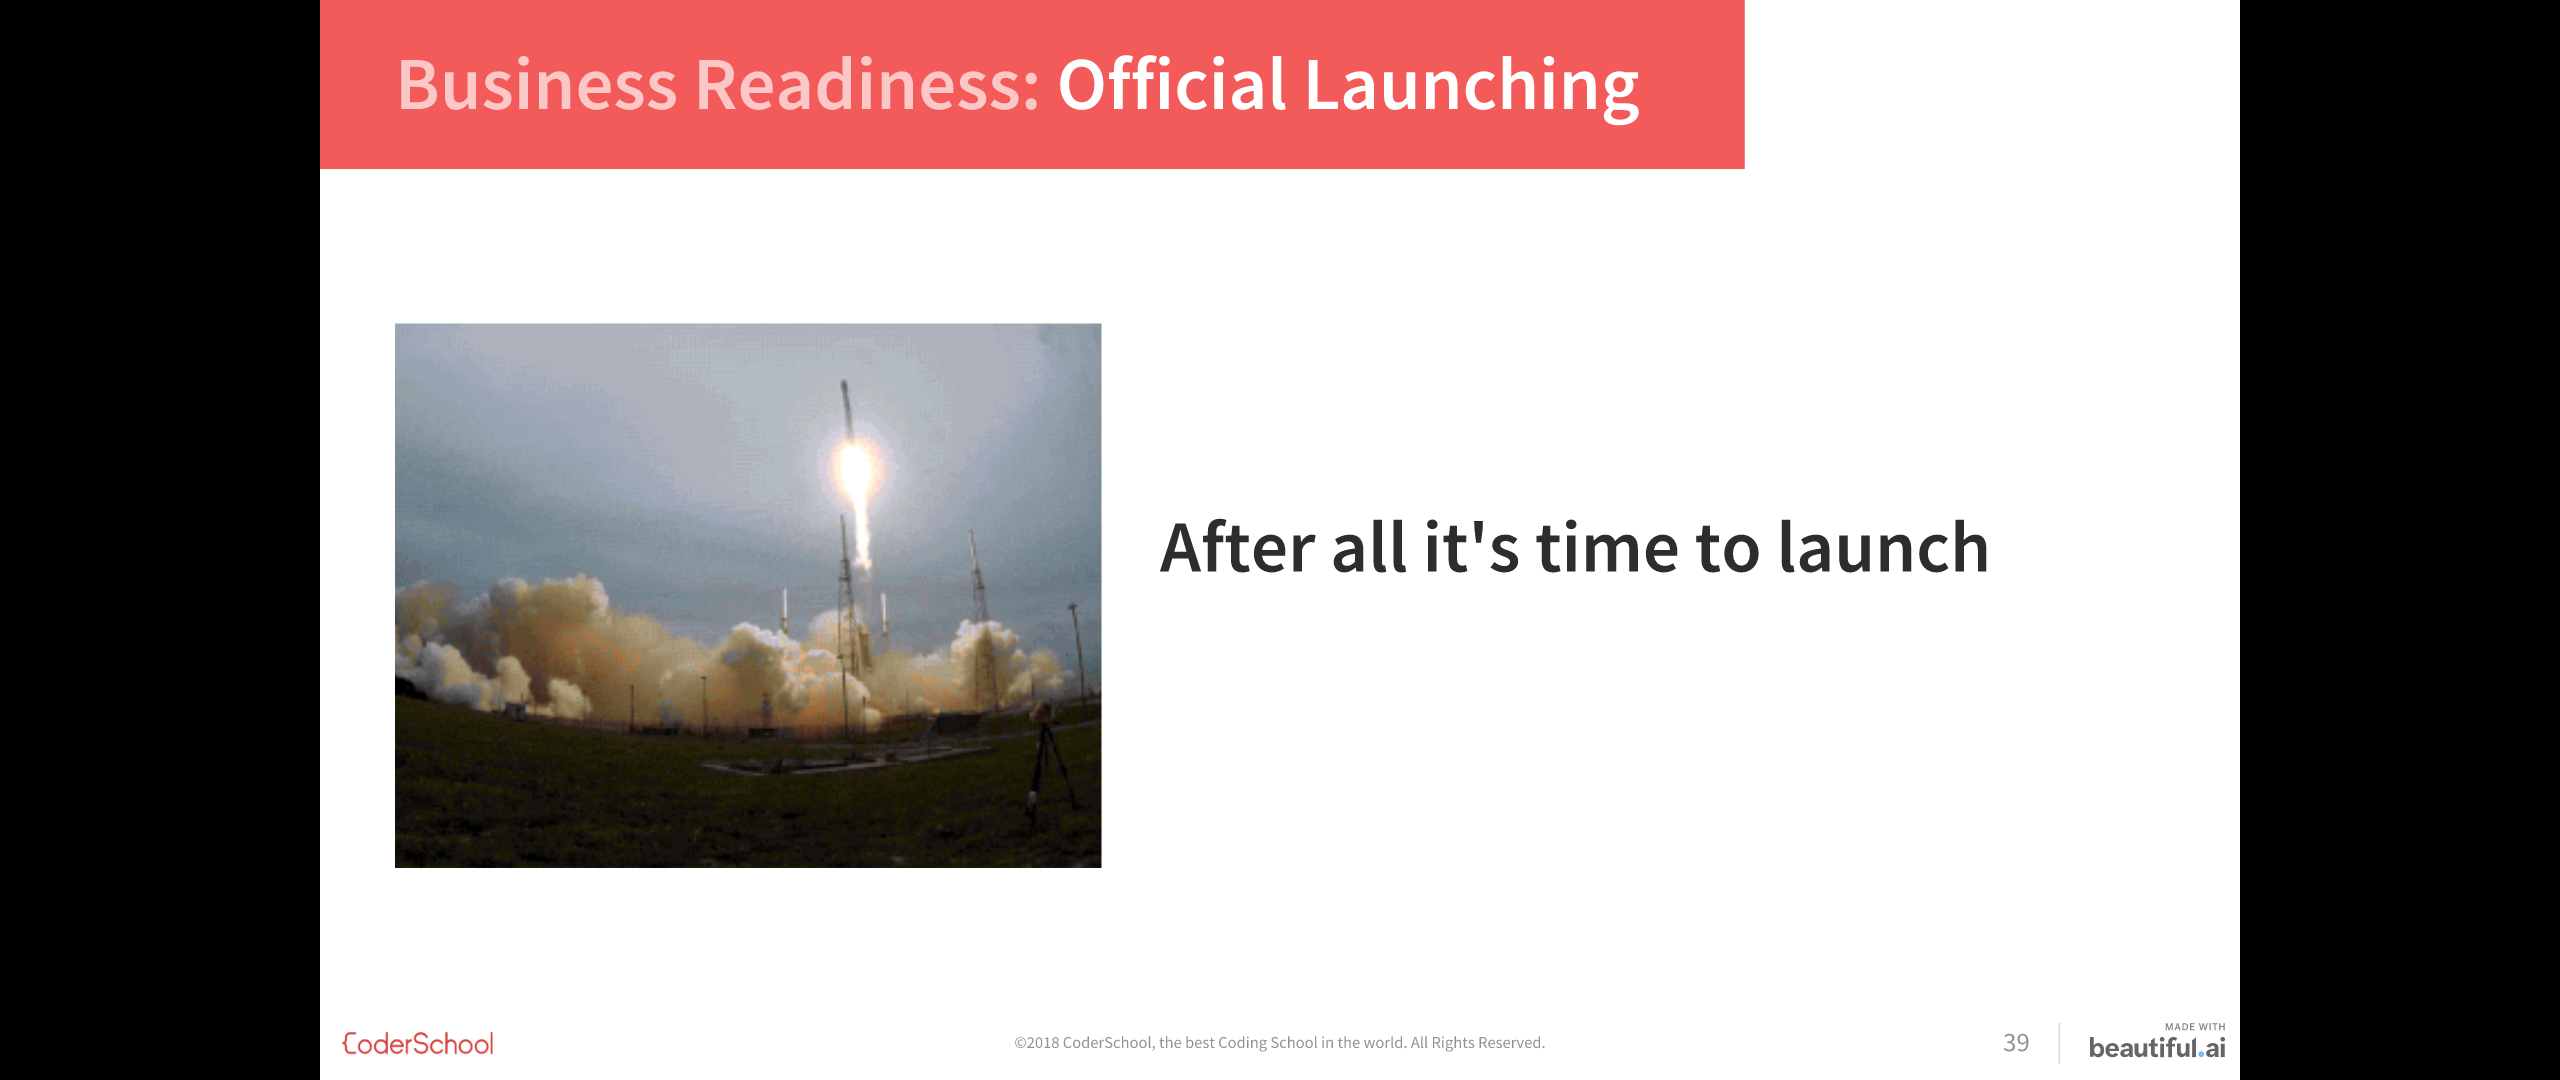 Business Readiness: Official Launching
After all it's time to launch
{CoderSchool
©2018 CoderSchool, the best Coding School in the world. All Rights Reserved.
39
MADE WITH
beautiful.ai